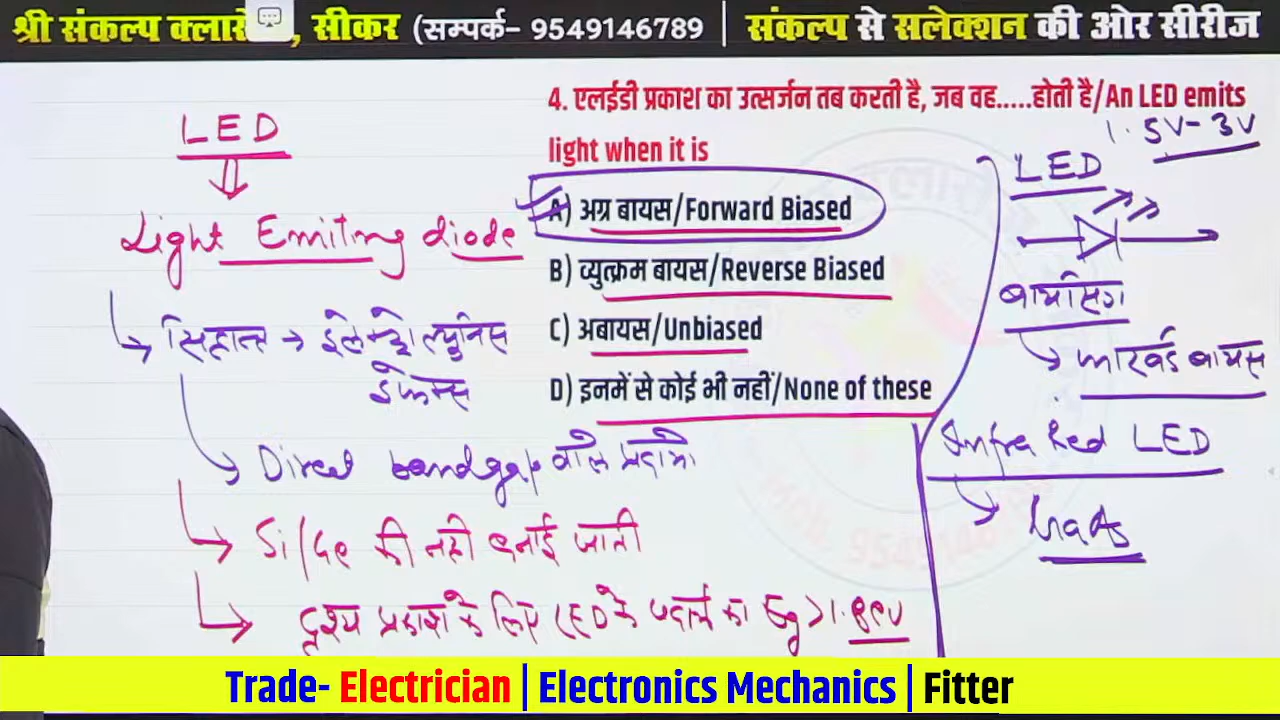 श्री संकल्प क्लासे , सीकर (सम्पर्क– 9549146789 | संकल्प से सलेक्शन की ओर सीरीज
4. एलईडी प्रकाश का उत्सर्जन तब करती है, जब वह.....होती है/An LED emits
light when it is
A) अग्र बायस/Forward Biased
B) व्युत्क्रम बायस/Reverse Biased
C) अबायस/Unbiased
D) इनमें से कोई भी नहीं/None of these
LED
Light Emiting diode
सिद्धान्त → इलेक्ट्रो ल्युमिनिस
Direct bandgap वाले पदार्थो
Si/Ge की नही बनाई जाती
दृश्य प्रकाश के लिए LED के पदार्थ का Eg > 1.8eV
1.5V-3V
LED
बायसिंग
फारवर्ड बायस
Infra Red LED
GaAs
Trade- Electrician | Electronics Mechanics | Fitter